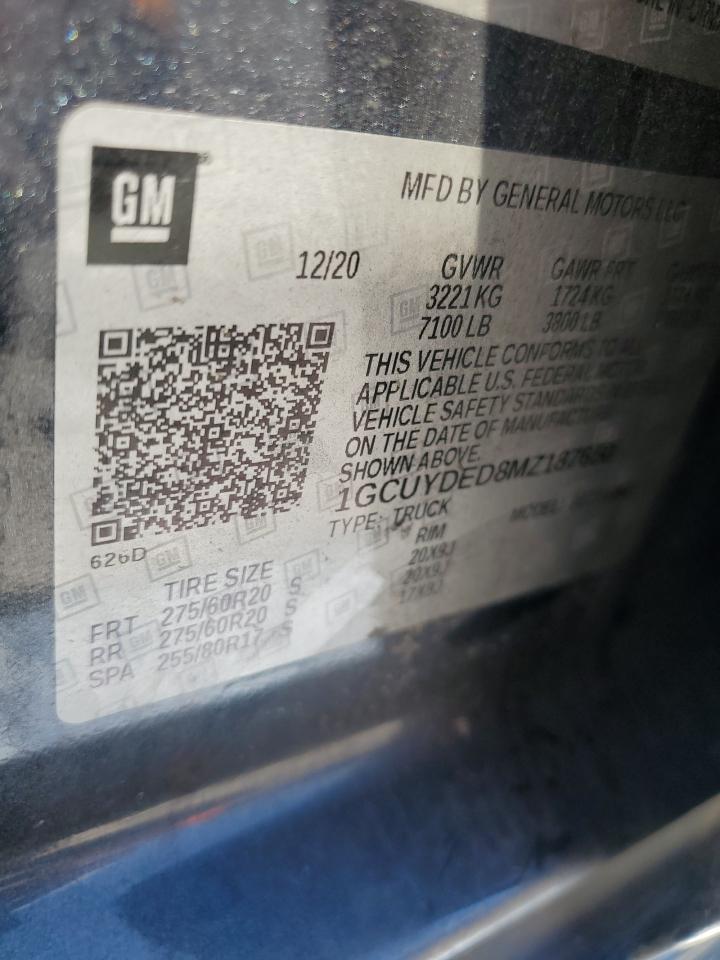 GM
MFD BY GENERAL MOTORS LLC
12/20
GVWR GAWR FRT
3221 KG 1724 KG
7100 LB 3800 LB
THIS VEHICLE CONFORMS TO ALL
APPLICABLE U.S. FEDERAL MOTOR
VEHICLE SAFETY STANDARDS
ON THE DATE OF MANUFACTURE
SHOWN ABOVE.
TYPE: TRUCK MODEL:
626D
TIRE SIZE RIM
FRT 275/60R20 S 20X9J
RR 275/60R20 S 20X9J
SPA 255/80R17 S 17X8J